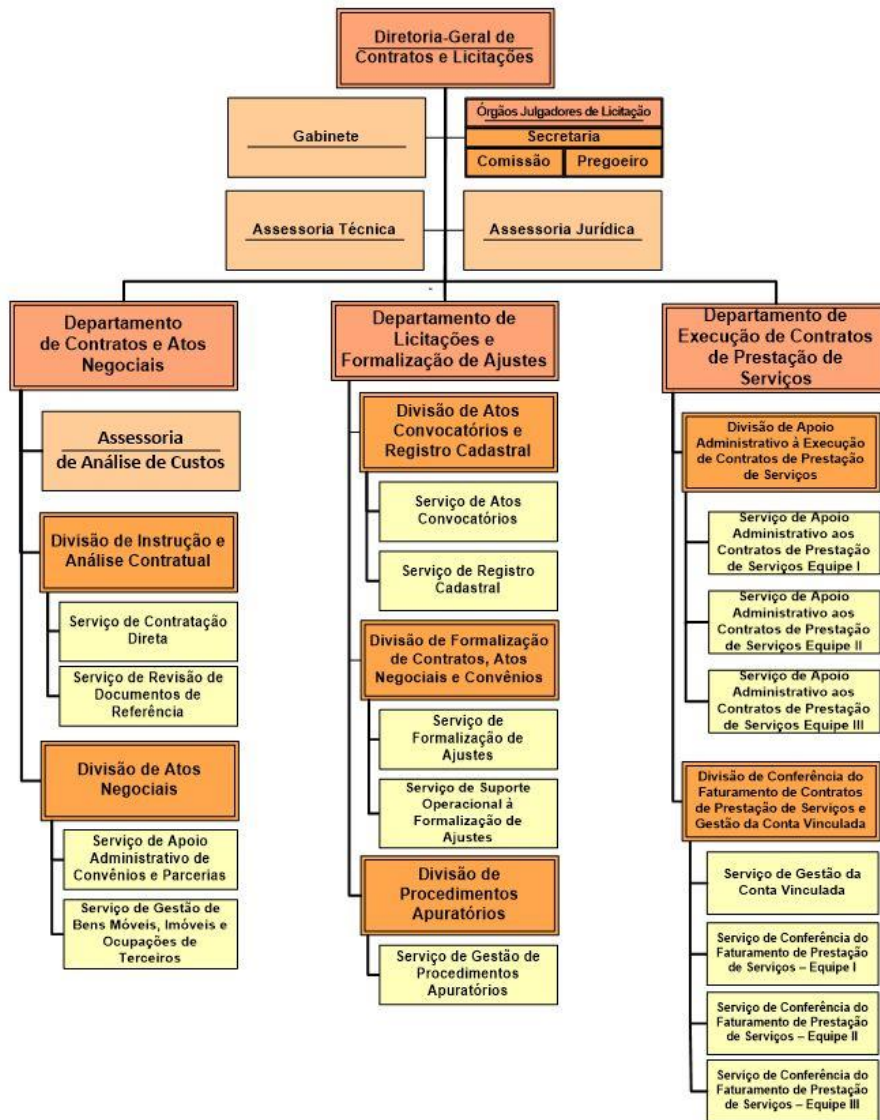 Diretoria-Geral de
Contratos e Licitações
Gabinete
Órgãos Julgadores de Licitação
Secretaria
Comissão
Pregoeiro
Assessoria Técnica
Assessoria Jurídica
Departamento
de Contratos e Atos
Negociais
Assessoria
de Análise de Custos
Divisão de Instrução e
Análise Contratual
Serviço de Contratação
Direta
Serviço de Revisão de
Documentos de
Referência
Divisão de Atos
Negociais
Serviço de Apoio
Administrativo de
Convênios e Parcerias
Serviço de Gestão de
Bens Móveis, Imóveis e
Ocupações de
Terceiros
Departamento de
Licitações e
Formalização de Ajustes
Divisão de Atos
Convocatórios e
Registro Cadastral
Serviço de Atos
Convocatórios
Serviço de Registro
Cadastral
Divisão de Formalização
de Contratos, Atos
Negociais e Convênios
Serviço de
Formalização de
Ajustes
Serviço de Suporte
Operacional à
Formalização de
Ajustes
Divisão de
Procedimentos
Apuratórios
Serviço de Gestão de
Procedimentos
Apuratórios
Departamento de
Execução de Contratos
de Prestação de
Serviços
Divisão de Apoio
Administrativo à Execução
de Contratos de Prestação
de Serviços
Serviço de Apoio
Administrativo aos
Contratos de Prestação
de Serviços Equipe I
Serviço de Apoio
Administrativo aos
Contratos de Prestação
de Serviços Equipe II
Serviço de Apoio
Administrativo aos
Contratos de Prestação
de Serviços Equipe III
Divisão de Conferência do
Faturamento de Contratos
de Prestação de Serviços e
Gestão da Conta Vinculada
Serviço de Gestão da
Conta Vinculada
Serviço de Conferência do
Faturamento de Prestação
de Serviços – Equipe I
Serviço de Conferência do
Faturamento de Prestação
de Serviços – Equipe II
Serviço de Conferência do
Faturamento de Prestação
de Serviços – Equipe III